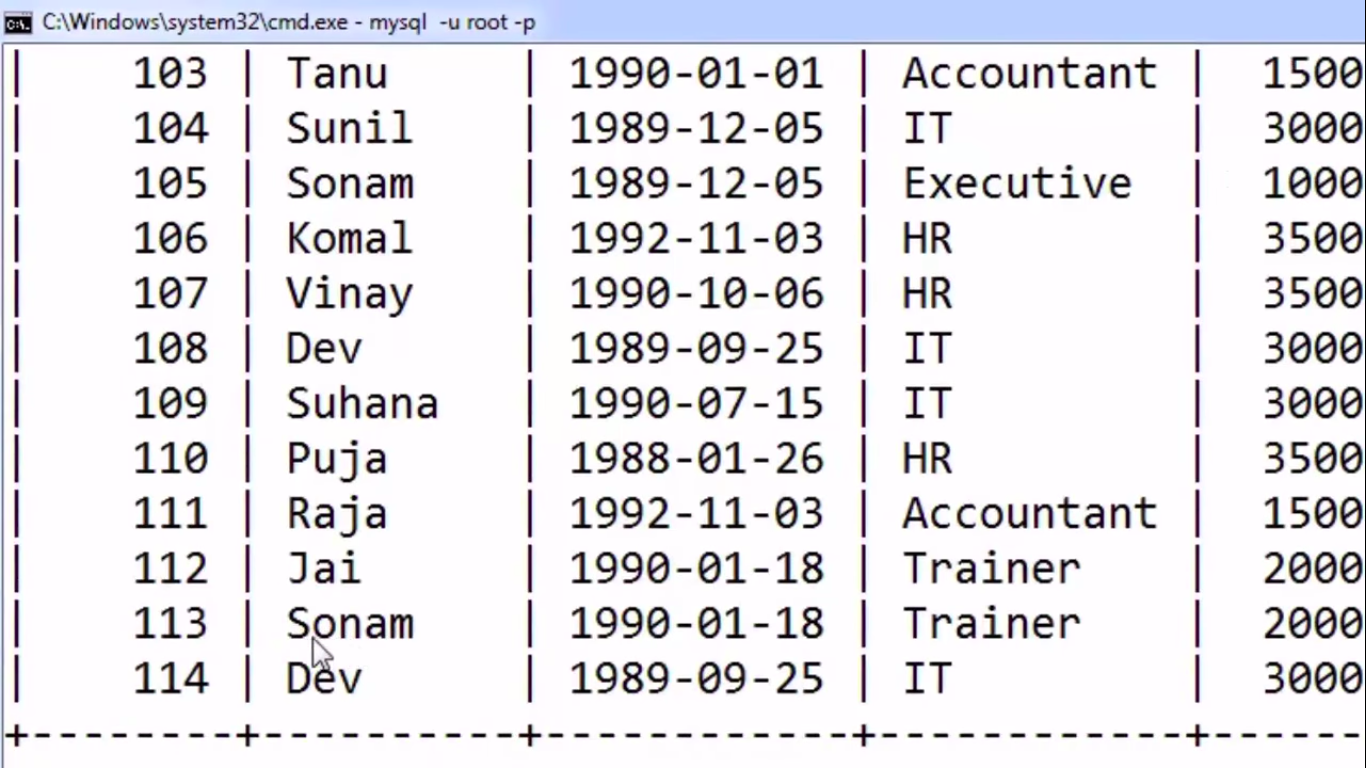 C:\Windows\system32\cmd.exe - mysql  -u root -p
|    103 | Tanu     | 1990-01-01 | Accountant |  1500
|    104 | Sunil    | 1989-12-05 | IT         |  3000
|    105 | Sonam    | 1989-12-05 | Executive  |  1000
|    106 | Komal    | 1992-11-03 | HR         |  3500
|    107 | Vinay    | 1990-10-06 | HR         |  3500
|    108 | Dev      | 1989-09-25 | IT         |  3000
|    109 | Suhana   | 1990-07-15 | IT         |  3000
|    110 | Puja     | 1988-01-26 | HR         |  3500
|    111 | Raja     | 1992-11-03 | Accountant |  1500
|    112 | Jai      | 1990-01-18 | Trainer    |  2000
|    113 | Sonam    | 1990-01-18 | Trainer    |  2000
|    114 | Dev      | 1989-09-25 | IT         |  3000
+--------+----------+------------+------------+------